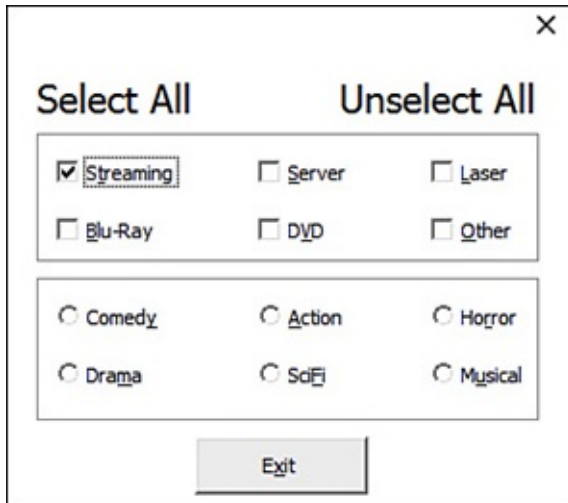 Select All Unselect All
Streaming Server Laser
Blu-Ray DVD Other
Comedy Action Horror
Drama SciFi Musical
Exit